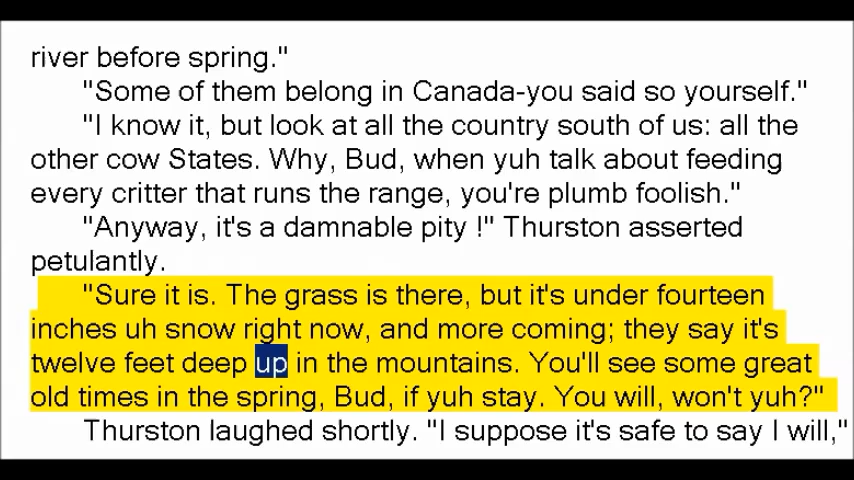 river before spring."
"Some of them belong in Canada-you said so yourself."
"I know it, but look at all the country south of us: all the
other cow States. Why, Bud, when yuh talk about feeding
every critter that runs the range, you're plumb foolish."
"Anyway, it's a damnable pity !" Thurston asserted
petulantly.
"Sure it is. The grass is there, but it's under fourteen
inches uh snow right now, and more coming; they say it's
twelve feet deep up in the mountains. You'll see some great
old times in the spring, Bud, if yuh stay. You will, won't yuh?"
Thurston laughed shortly. "I suppose it's safe to say I will,"